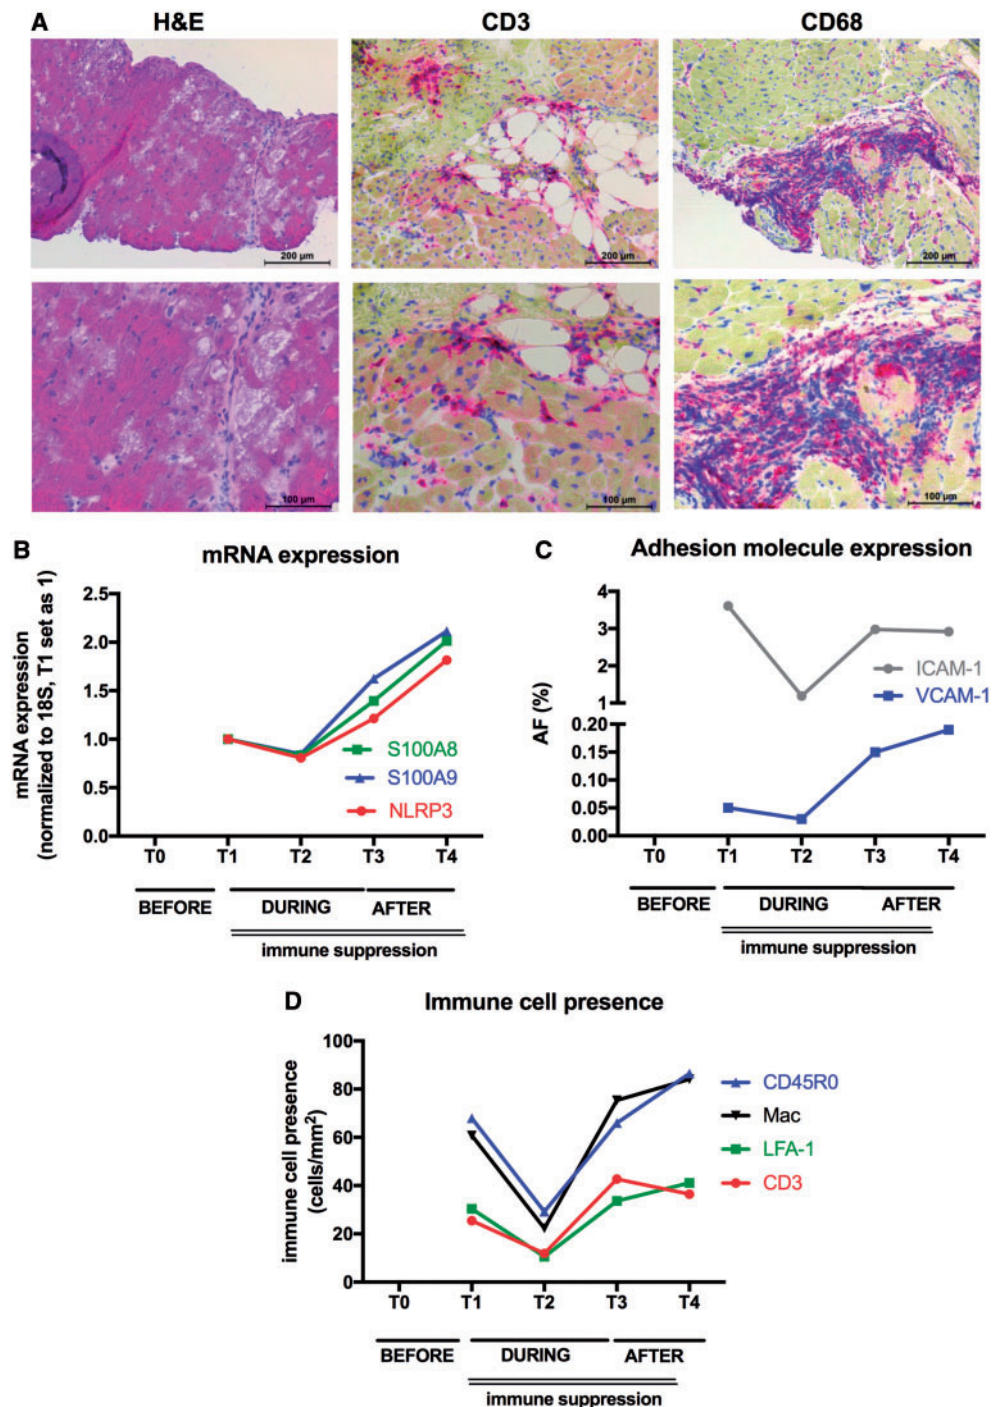 A
H&E
CD3
CD68
200 µm
200 µm
200 µm
100 µm
100 µm
100 µm
B
mRNA expression
mRNA expression
(normalized to 18S, T1 set as 1)
2.5
2.0
1.5
1.0
0.5
0.0
S100A8
S100A9
NLRP3
T0 T1 T2 T3 T4
BEFORE DURING AFTER
immune suppression
C
Adhesion molecule expression
AF (%)
4
3
2
1
0.20
0.15
0.10
0.05
0.00
ICAM-1
VCAM-1
T0 T1 T2 T3 T4
BEFORE DURING AFTER
immune suppression
D
Immune cell presence
immune cell presence
(cells/mm²)
100
80
60
40
20
0
CD45R0
Mac
LFA-1
CD3
T0 T1 T2 T3 T4
BEFORE DURING AFTER
immune suppression